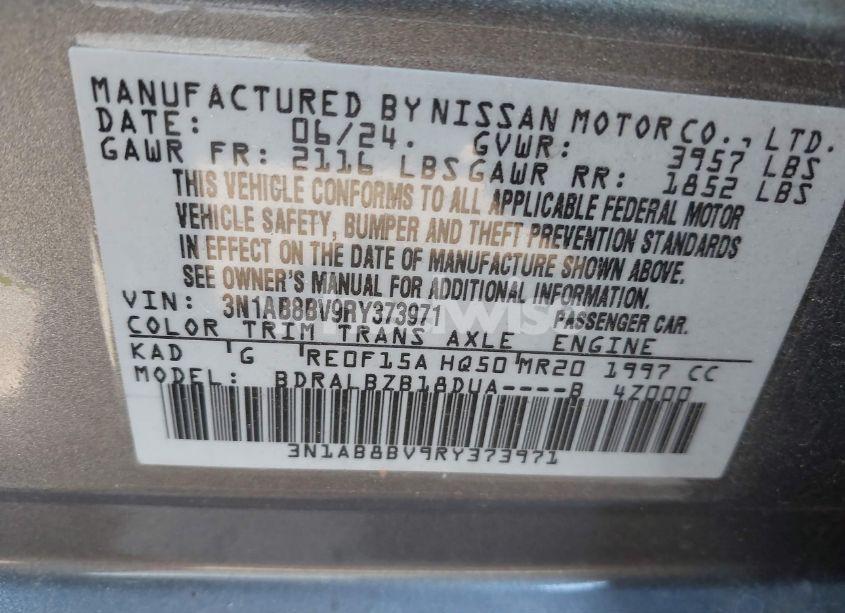 MANUFACTURED BY NISSAN MOTOR CO., LTD.
DATE: 06/24. GVWR: 3957 LBS
GAWR FR: 2116 LBS GAWR RR: 1852 LBS
THIS VEHICLE CONFORMS TO ALL APPLICABLE FEDERAL MOTOR
VEHICLE SAFETY, BUMPER AND THEFT PREVENTION STANDARDS
IN EFFECT ON THE DATE OF MANUFACTURE SHOWN ABOVE.
SEE OWNER'S MANUAL FOR ADDITIONAL INFORMATION.
VIN: 3N1AB8BV9RY373971 PASSENGER CAR.
COLOR TRIM TRANS AXLE ENGINE
KAD G RE0F15A HQ50 MR20 1997 CC
MODEL: BDRALBZB18DUA----B 4Z000
3N1AB8BV9RY373971